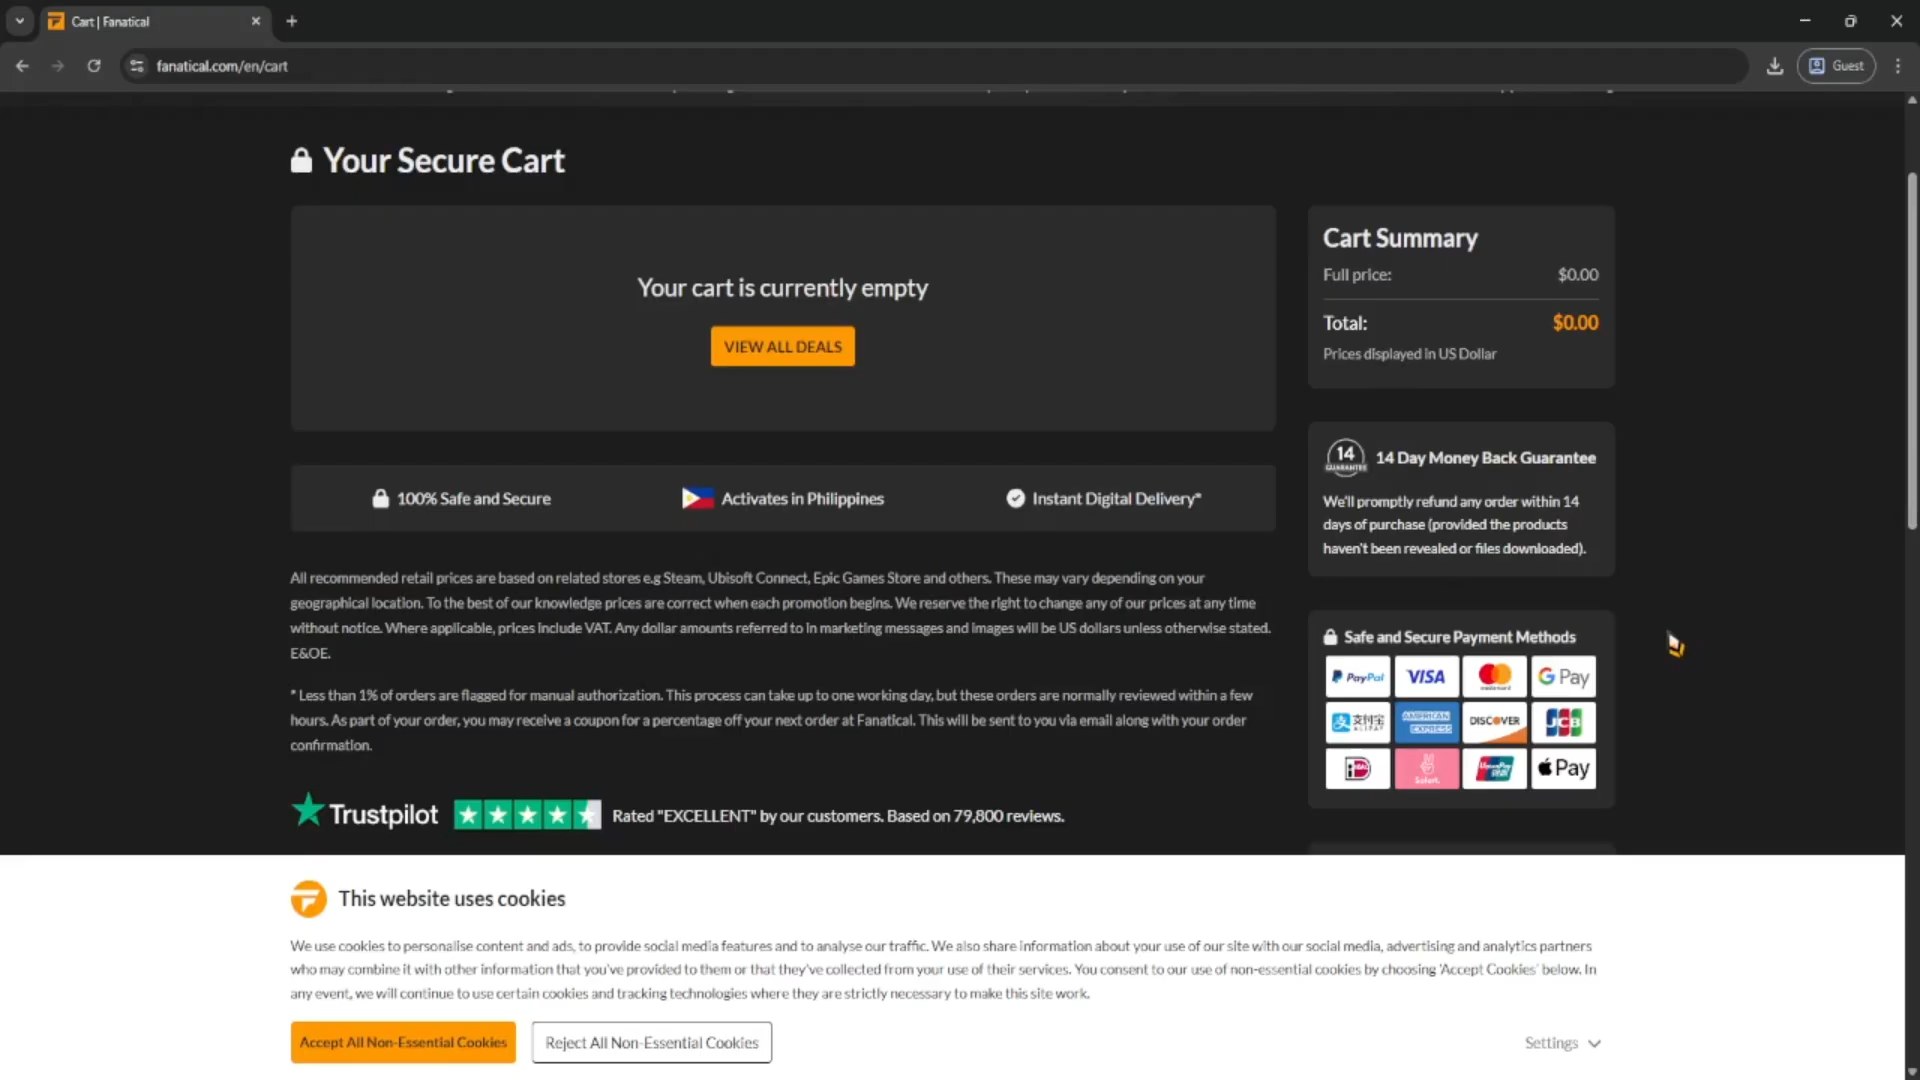 Cart | Fanatical
fanatical.com/en/cart
Guest
Your Secure Cart
Your cart is currently empty
VIEW ALL DEALS
Cart Summary
Full price: $0.00
Total: $0.00
Prices displayed in US Dollar
100% Safe and Secure
Activates in Philippines
Instant Digital Delivery*
14
GUARANTEE
14 Day Money Back Guarantee
We'll promptly refund any order within 14
days of purchase (provided the products
haven't been revealed or files downloaded).
All recommended retail prices are based on related stores e.g Steam, Ubisoft Connect, Epic Games Store and others. These may vary depending on your
geographical location. To the best of our knowledge prices are correct when each promotion begins. We reserve the right to change any of our prices at any time
without notice. Where applicable, prices include VAT. Any dollar amounts referred to in marketing messages and images will be US dollars unless otherwise stated.
E&OE.
* Less than 1% of orders are flagged for manual authorization. This process can take up to one working day, but these orders are normally reviewed within a few
hours. As part of your order, you may receive a coupon for a percentage off your next order at Fanatical. This will be sent to you via email along with your order
confirmation.
Safe and Secure Payment Methods
PayPal VISA mastercard G Pay
支付宝 ALIPAY AMERICAN EXPRESS DISCOVER JCB
iDEAL Sofort. UnionPay 银联 Pay
Trustpilot
Rated "EXCELLENT" by our customers. Based on 79,800 reviews.
This website uses cookies
We use cookies to personalise content and ads, to provide social media features and to analyse our traffic. We also share information about your use of our site with our social media, advertising and analytics partners
who may combine it with other information that you've provided to them or that they've collected from your use of their services. You consent to our use of non-essential cookies by choosing 'Accept Cookies' below. In
any event, we will continue to use certain cookies and tracking technologies where they are strictly necessary to make this site work.
Accept All Non-Essential Cookies
Reject All Non-Essential Cookies
Settings